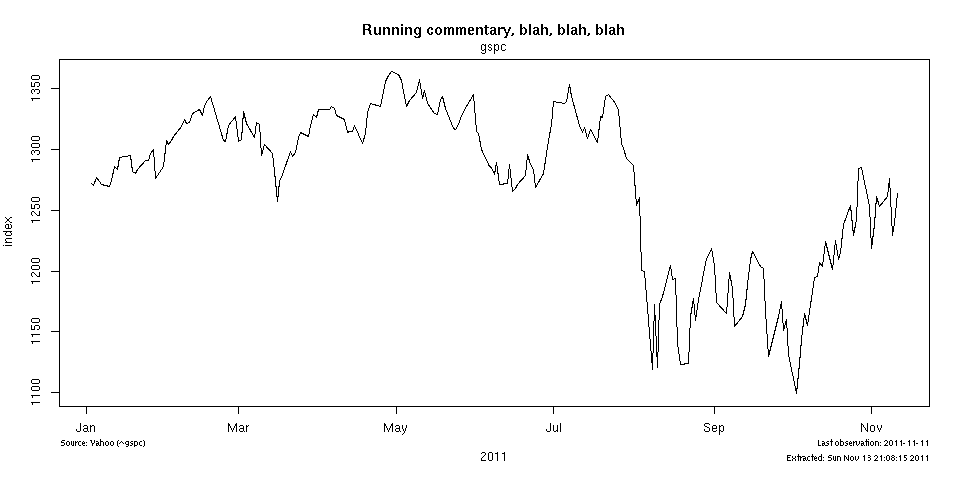 Running commentary, blah, blah, blah
gspc
index
1350
1300
1250
1200
1150
1100
Jan Mar May Jul Sep Nov
Source: Yahoo (^gspc)
Last observation: 2011-11-11
2011
Extracted: Sun Nov 13 21:08:15 2011